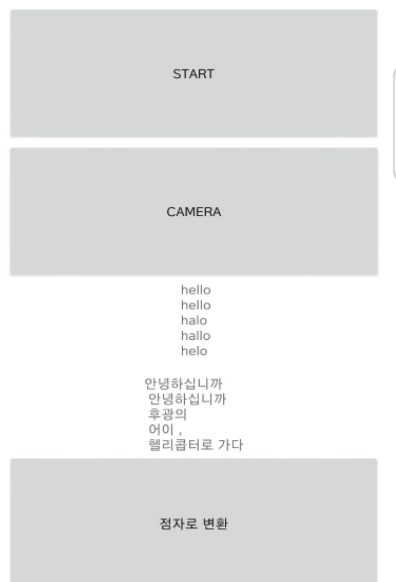 START
CAMERA
hello
hello
halo
hallo
helo
안녕하십니까
안녕하십니까
후광의
어이 ,
헬리콥터로 가다
점자로 변환